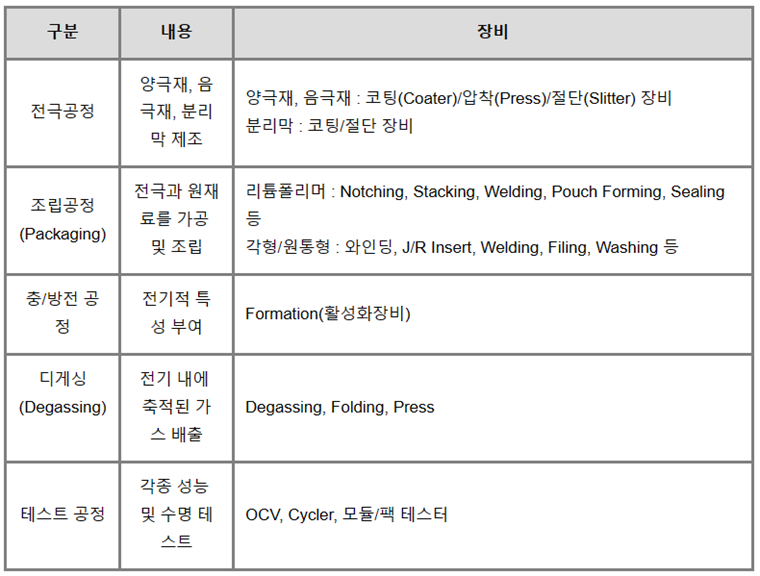 구분
내용
장비
전극공정
양극재, 음
극재, 분리
막 제조
양극재, 음극재 : 코팅(Coater)/압착(Press)/절단(Slitter) 장비
분리막 : 코팅/절단 장비
조립공정
(Packaging)
전극과 원재
료를 가공
및 조립
리튬폴리머 : Notching, Stacking, Welding, Pouch Forming, Sealing
등
각형/원통형 : 와인딩, J/R Insert, Welding, Filing, Washing 등
충/방전 공
정
전기적 특
성 부여
Formation(활성화장비)
디게싱
(Degassing)
전기 내에
축적된 가
스 배출
Degassing, Folding, Press
테스트 공정
각종 성능
및 수명 테
스트
OCV, Cycler, 모듈/팩 테스터